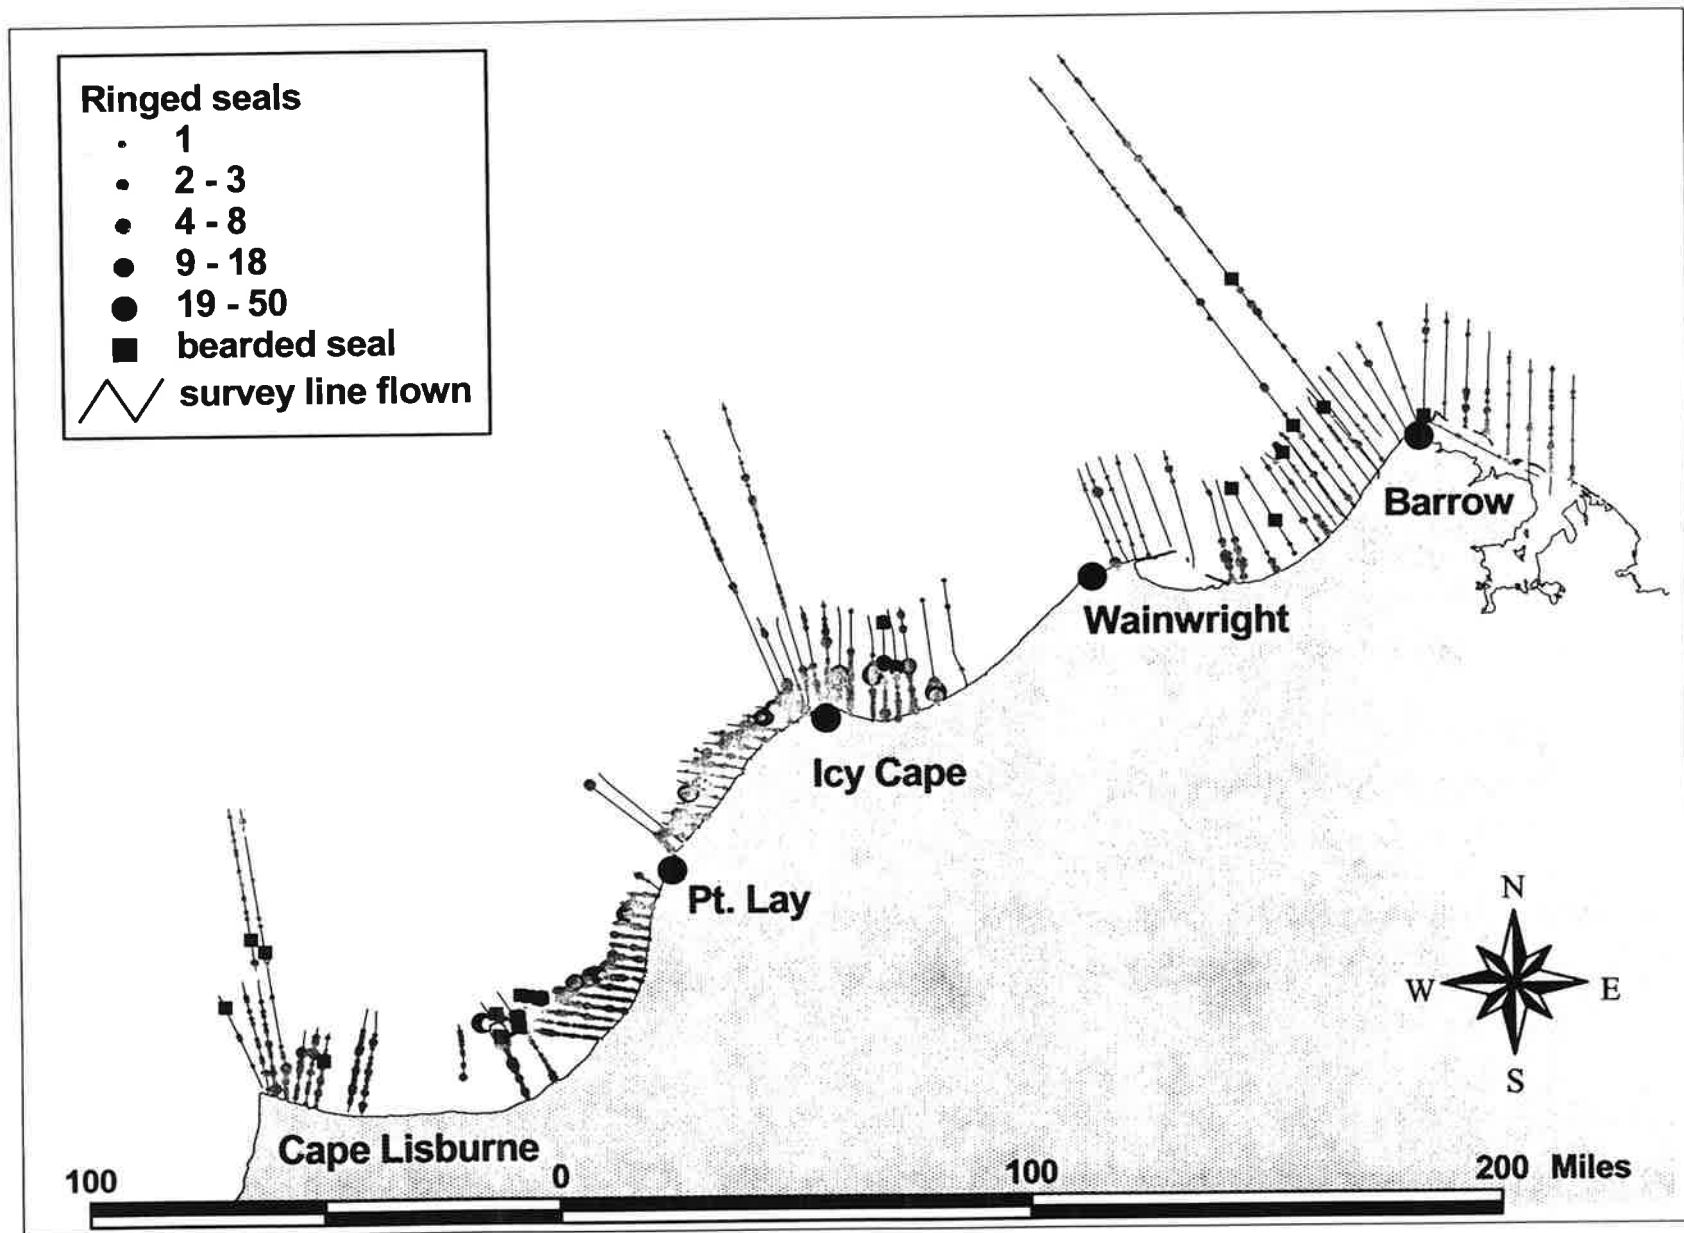 Ringed seals
1
2 - 3
4 - 8
9 - 18
19 - 50
bearded seal
survey line flown
Barrow
Wainwright
Icy Cape
Pt. Lay
N
W E
S
Cape Lisburne
100 0 100 200 Miles